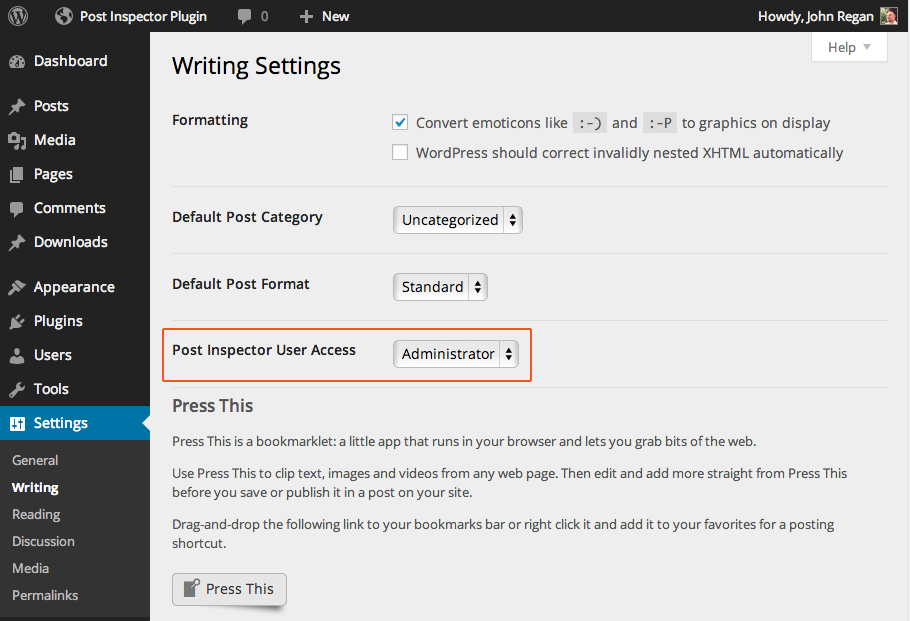 Post Inspector Plugin 0 New Howdy, John Regan
Help
Dashboard
Posts
Media
Pages
Comments
Downloads
Appearance
Plugins
Users
Tools
Settings
General
Writing
Reading
Discussion
Media
Permalinks
Writing Settings
Formatting
Convert emoticons like :-) and :-P to graphics on display
WordPress should correct invalidly nested XHTML automatically
Default Post Category Uncategorized
Default Post Format Standard
Post Inspector User Access Administrator
Press This
Press This is a bookmarklet: a little app that runs in your browser and lets you grab bits of the web.
Use Press This to clip text, images and videos from any web page. Then edit and add more straight from Press This
before you save or publish it in a post on your site.
Drag-and-drop the following link to your bookmarks bar or right click it and add it to your favorites for a posting
shortcut.
Press This